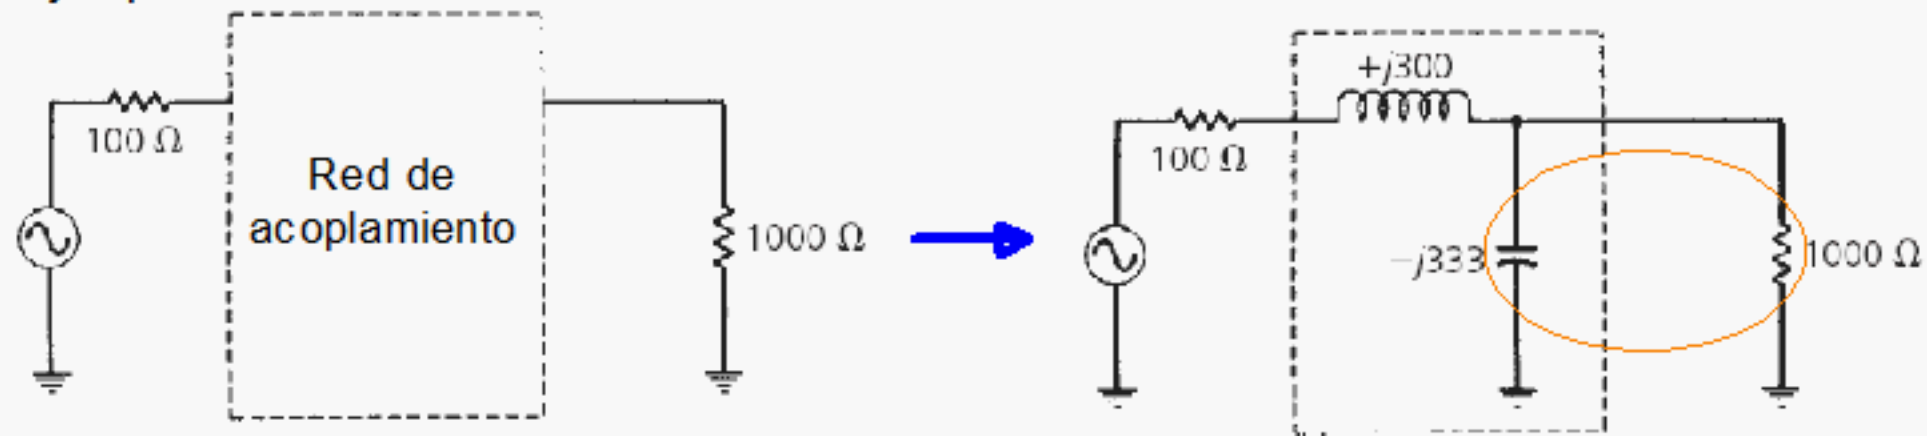 100 Ω
Red de
acoplamiento
1000 Ω
+j300
100 Ω
−j333
1000 Ω